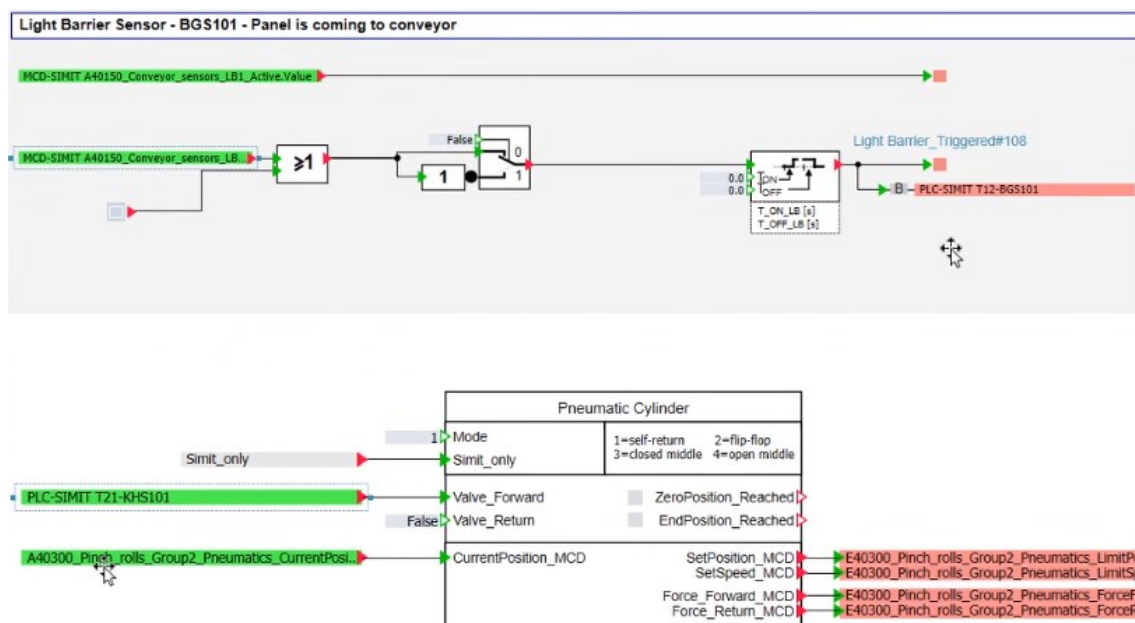 Light Barrier Sensor - BGS101 - Panel is coming to conveyor
MCD-SIMIT A40150_Conveyor_sensors_LB1_Active.Value
False
0
MCD-SIMIT A40150_Conveyor_sensors_LB...
≥1
1
1
Light Barrier_Triggered#108
0.0 T_ON
0.0 T_OFF
B PLC-SIMIT T12-BGS101
T_ON_LB [s]
T_OFF_LB [s]
Pneumatic Cylinder
1 Mode
1=self-return 2=flip-flop
3=closed middle 4=open middle
Simit_only Simit_only
PLC-SIMIT T21-KHS101 Valve_Forward ZeroPosition_Reached
False Valve_Return EndPosition_Reached
A40300_Pinch_rolls_Group2_Pneumatics_CurrentPosi... CurrentPosition_MCD SetPosition_MCD E40300_Pinch_rolls_Group2_Pneumatics_LimitP
SetSpeed_MCD E40300_Pinch_rolls_Group2_Pneumatics_LimitS
Force_Forward_MCD E40300_Pinch_rolls_Group2_Pneumatics_ForceF
Force_Return_MCD E40300_Pinch_rolls_Group2_Pneumatics_ForceR